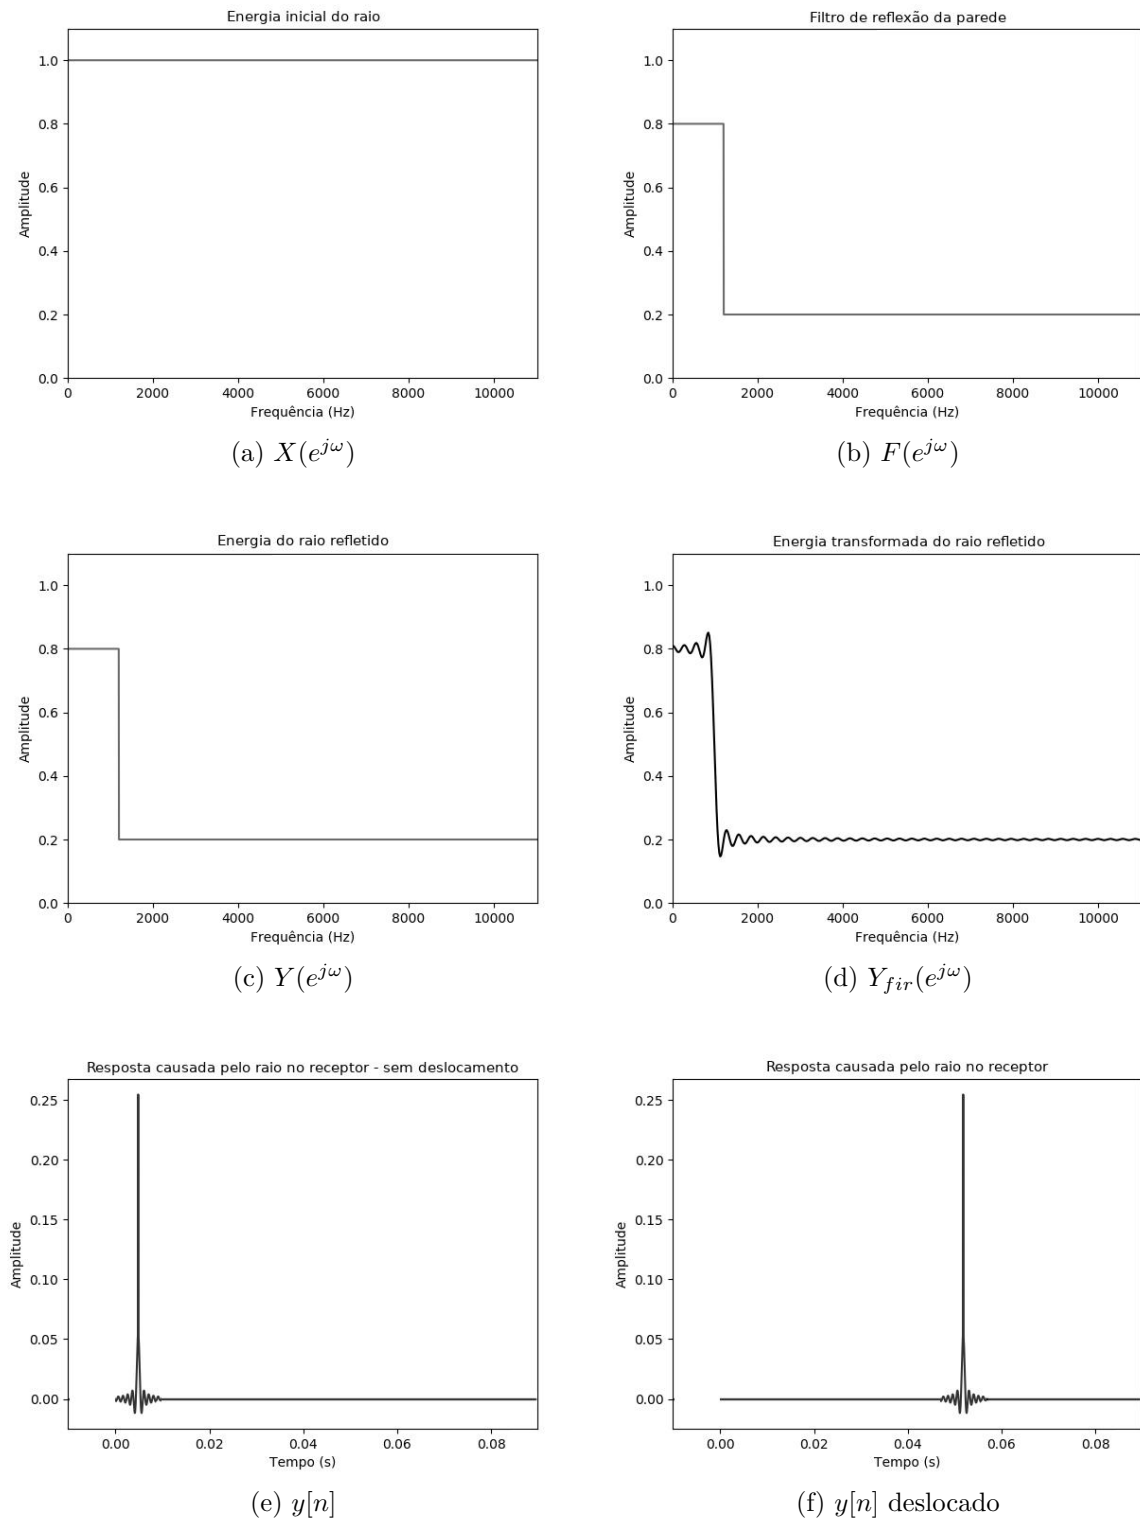 Energia inicial do raio
Amplitude
1.0
0.8
0.6
0.4
0.2
0.0
0 2000 4000 6000 8000 10000
Frequência (Hz)
(a) X(e^{jω})
Filtro de reflexão da parede
Amplitude
1.0
0.8
0.6
0.4
0.2
0.0
0 2000 4000 6000 8000 10000
Frequência (Hz)
(b) F(e^{jω})
Energia do raio refletido
Amplitude
1.0
0.8
0.6
0.4
0.2
0.0
0 2000 4000 6000 8000 10000
Frequência (Hz)
(c) Y(e^{jω})
Energia transformada do raio refletido
Amplitude
1.0
0.8
0.6
0.4
0.2
0.0
0 2000 4000 6000 8000 10000
Frequência (Hz)
(d) Y_{fir}(e^{jω})
Resposta causada pelo raio no receptor - sem deslocamento
Amplitude
0.25
0.20
0.15
0.10
0.05
0.00
0.00 0.02 0.04 0.06 0.08
Tempo (s)
(e) y[n]
Resposta causada pelo raio no receptor
Amplitude
0.25
0.20
0.15
0.10
0.05
0.00
0.00 0.02 0.04 0.06 0.08
Tempo (s)
(f) y[n] deslocado